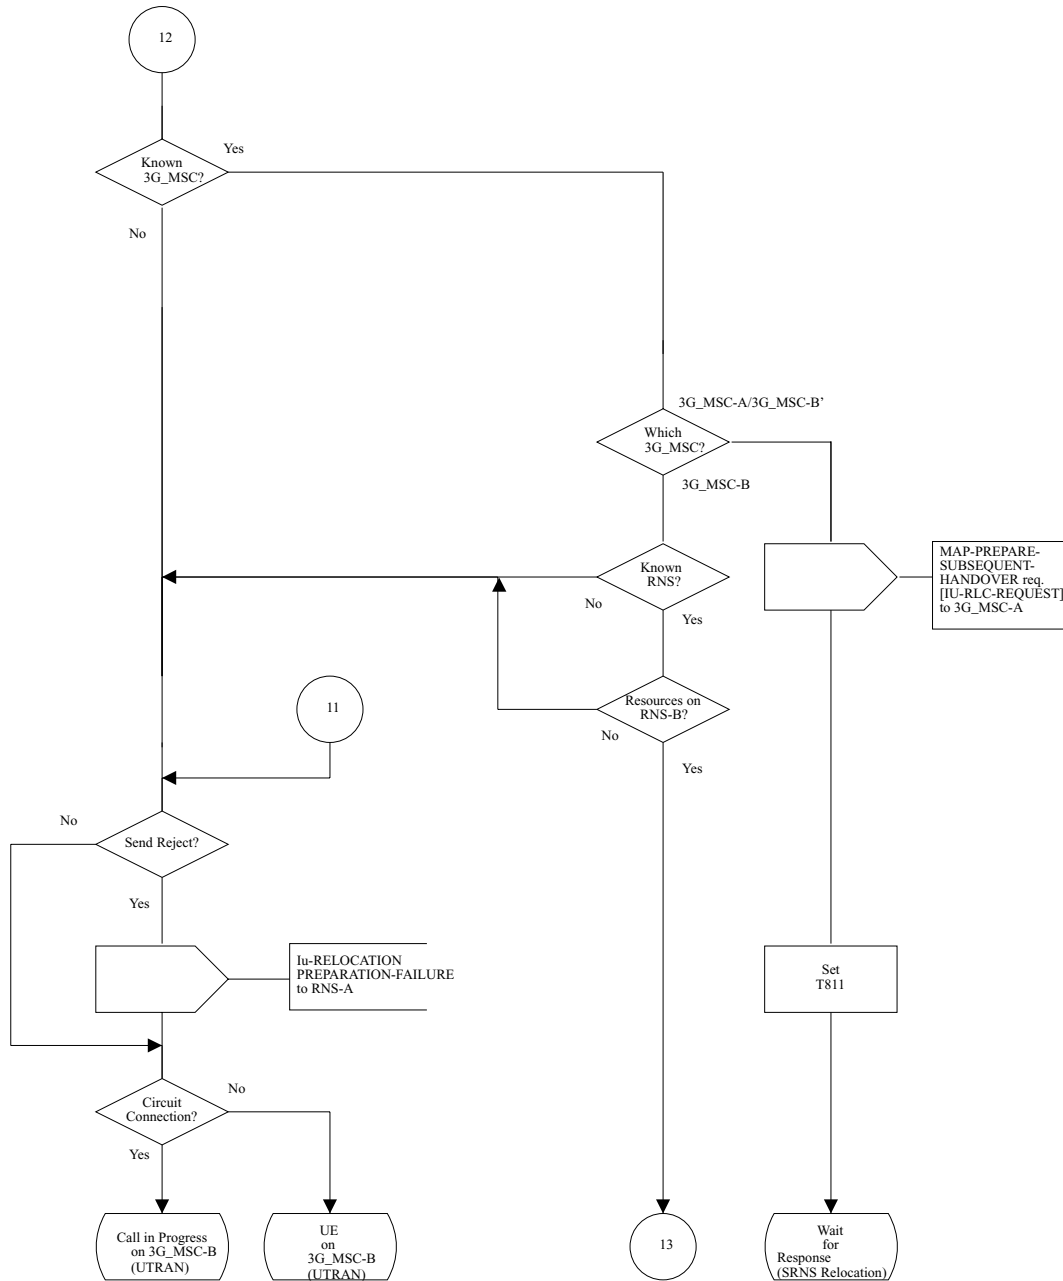 12
Yes
Known
3G_MSC?
No
3G_MSC-A/3G_MSC-B’
Which
3G_MSC?
3G_MSC-B
MAP-PREPARE-
SUBSEQUENT-
HANDOVER req.
[IU-RLC-REQUEST]
to 3G_MSC-A
Known
RNS?
No
Yes
Resources on
RNS-B?
11
No
Yes
No
Send Reject?
Yes
Iu-RELOCATION
PREPARATION-FAILURE
to RNS-A
Set
T811
No
Circuit
Connection?
Yes
Call in Progress
on 3G_MSC-B
(UTRAN)
UE
on
3G_MSC-B
(UTRAN)
13
Wait
for
Response
(SRNS Relocation)